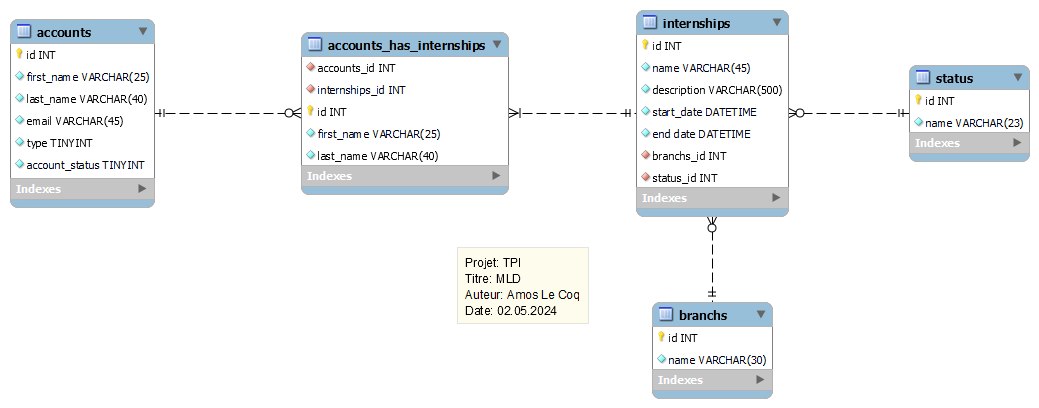 accounts
id INT
first_name VARCHAR(25)
last_name VARCHAR(40)
email VARCHAR(45)
type TINYINT
account_status TINYINT
Indexes
accounts_has_internships
accounts_id INT
internships_id INT
id INT
first_name VARCHAR(25)
last_name VARCHAR(40)
Indexes
internships
id INT
name VARCHAR(45)
description VARCHAR(500)
start_date DATETIME
end date DATETIME
branchs_id INT
status_id INT
Indexes
status
id INT
name VARCHAR(23)
Indexes
Projet: TPI
Titre: MLD
Auteur: Amos Le Coq
Date: 02.05.2024
branchs
id INT
name VARCHAR(30)
Indexes